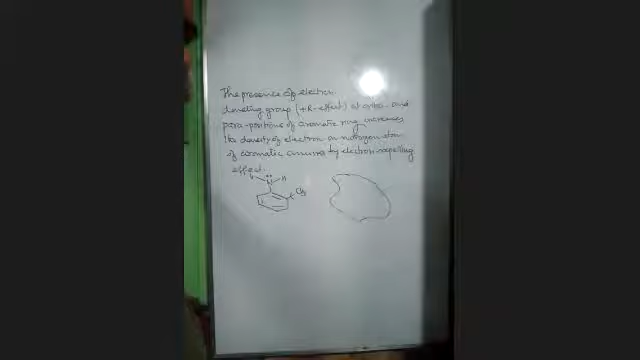 The presence of electron
donating group (+R-effect) at ortho- and
para-positions of aromatic ring increases
the density of electron on nitrogen atom
of aromatic amines by electron-repelling
effect.
H N H
CH3